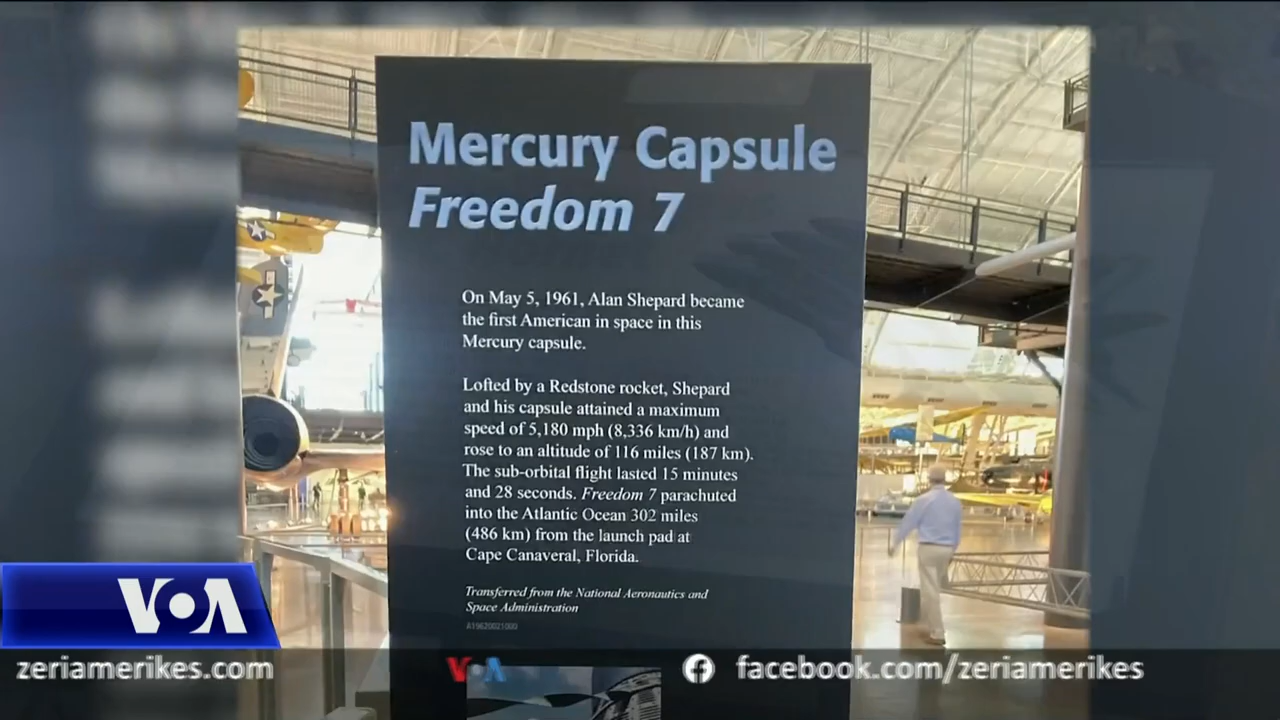 Mercury Capsule
Freedom 7
On May 5, 1961, Alan Shepard became
the first American in space in this
Mercury capsule.
Lofted by a Redstone rocket, Shepard
and his capsule attained a maximum
speed of 5,180 mph (8,336 km/h) and
rose to an altitude of 116 miles (187 km).
The sub-orbital flight lasted 15 minutes
and 28 seconds. Freedom 7 parachuted
into the Atlantic Ocean 302 miles
(486 km) from the launch pad at
Cape Canaveral, Florida.
Transferred from the National Aeronautics and
Space Administration
A19620021000
VOA
zeriamerikes.com
VOA
facebook.com/zeriamerikes